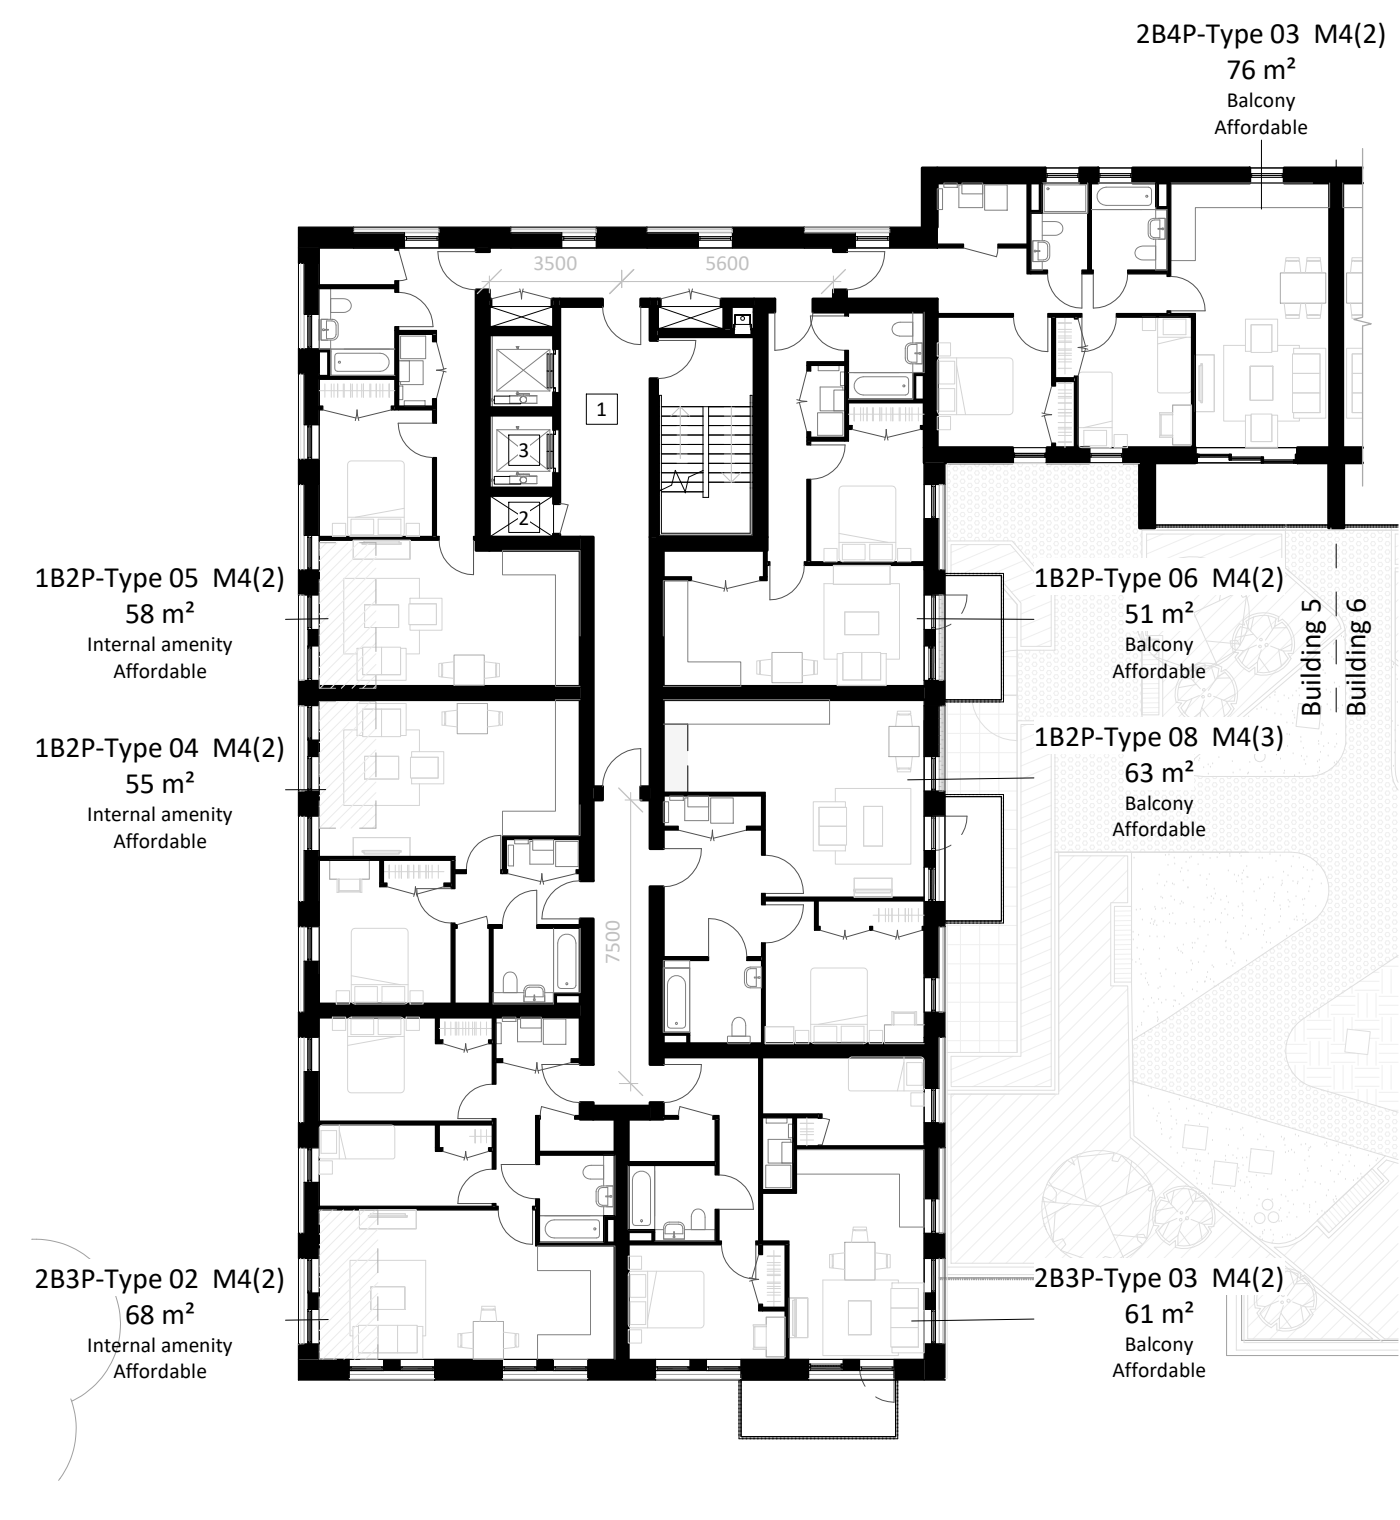 2B4P-Type 03 M4(2)
76 m²
Balcony
Affordable
3500
5600
1
3
2
1B2P-Type 05 M4(2)
58 m²
Internal amenity
Affordable
1B2P-Type 06 M4(2)
51 m²
Balcony
Affordable
Building 5
Building 6
1B2P-Type 04 M4(2)
55 m²
Internal amenity
Affordable
1B2P-Type 08 M4(3)
63 m²
Balcony
Affordable
7500
2B3P-Type 02 M4(2)
68 m²
Internal amenity
Affordable
2B3P-Type 03 M4(2)
61 m²
Balcony
Affordable